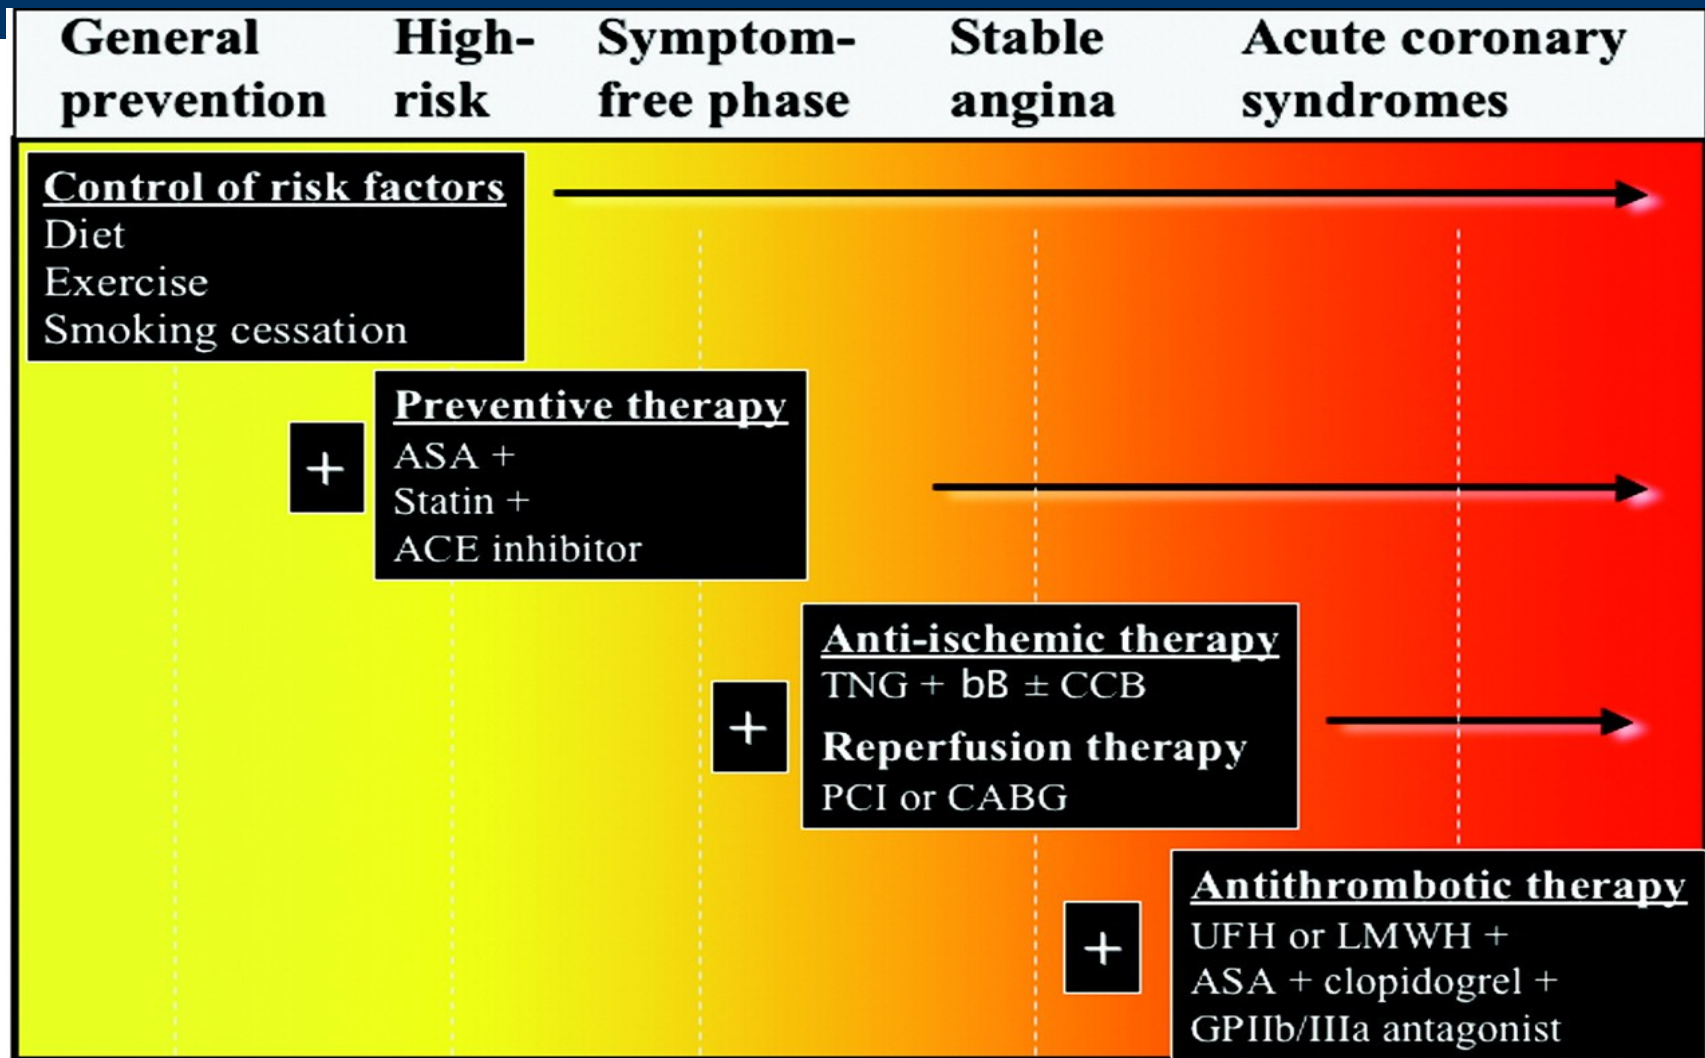 General prevention
High-risk
Symptom-free phase
Stable angina
Acute coronary syndromes
Control of risk factors
Diet
Exercise
Smoking cessation
+
Preventive therapy
ASA +
Statin +
ACE inhibitor
+
Anti-ischemic therapy
TNG + bB ± CCB
Reperfusion therapy
PCI or CABG
+
Antithrombotic therapy
UFH or LMWH +
ASA + clopidogrel +
GPIIb/IIIa antagonist